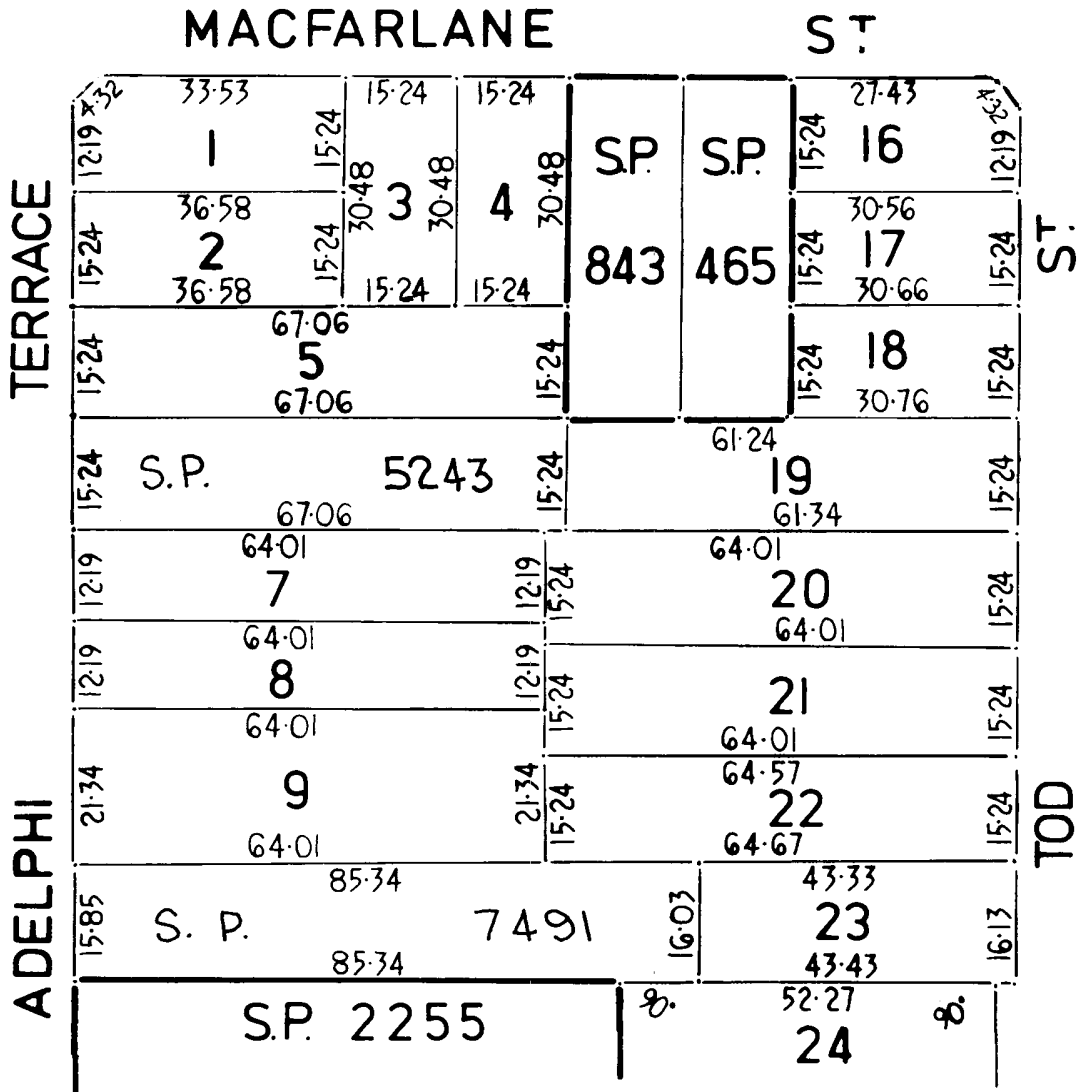 MACFARLANE ST.
4·32 33·53 15·24 15·24 27·43 4·32
12·19 1 15·24 S.P. S.P. 15·24 16 12·19
30·48 3 30·48 4 30·48
36·58 30·56
15·24 2 15·24 843 465 15·24 17 15·24
36·58 15·24 15·24 30·66
67·06
15·24 5 15·24 15·24 18 15·24
67·06 30·76
61·24
15·24 S.P. 5243 15·24 19 15·24
67·06 61·34
64·01 64·01
12·19 7 12·19 15·24 20 15·24
64·01 64·01
12·19 8 12·19 15·24 21 15·24
64·01 64·01
64·57
21·34 9 21·34 15·24 22 15·24
64·01 64·67
85·34 43·33
15·85 S. P. 7491 16·03 23 16·13
85·34 43·43
90. 52·27 90°
S.P. 2255 24
ADELPHI TERRACE
TOD ST.